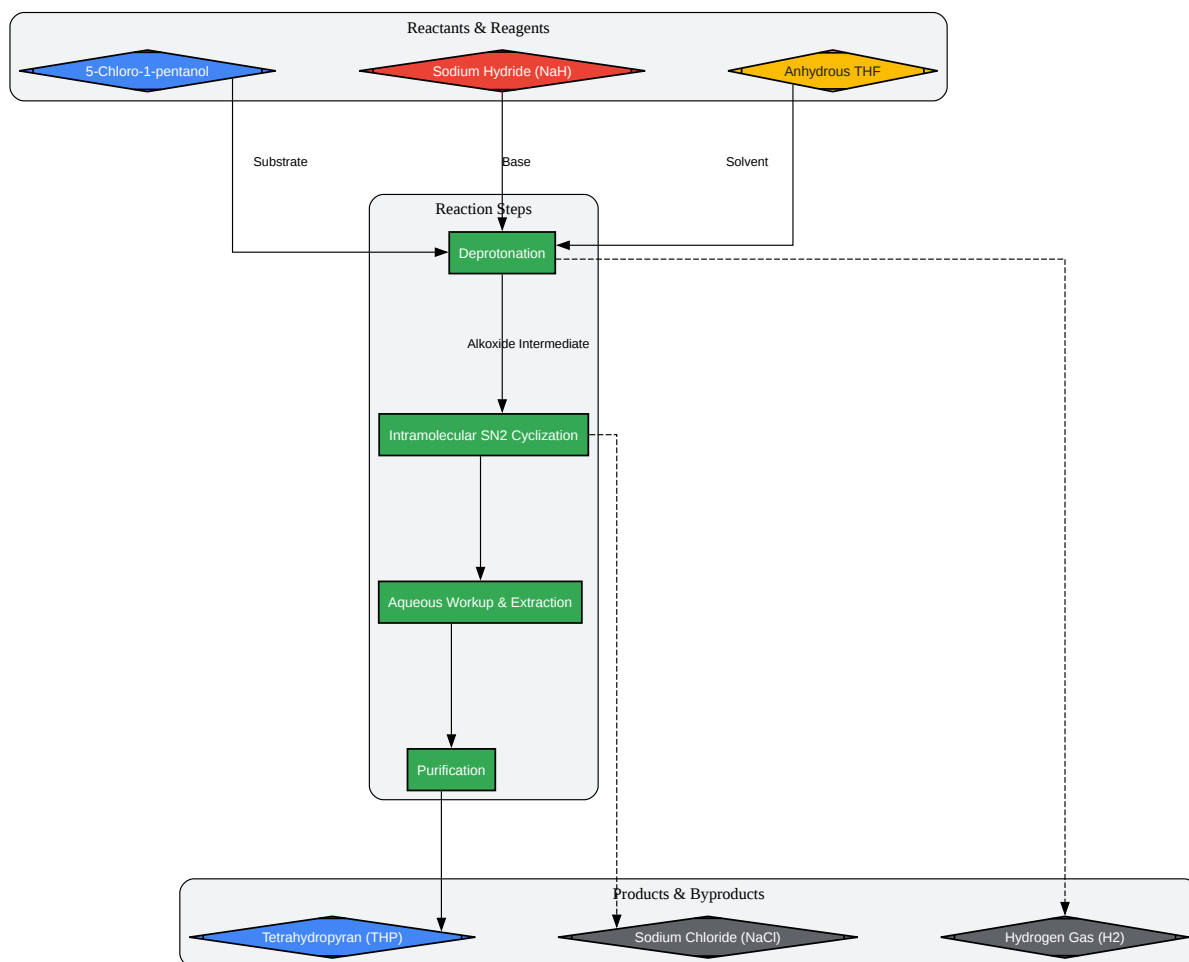 Reactants & Reagents
5-Chloro-1-pentanol
Sodium Hydride (NaH)
Anhydrous THF
Substrate
Base
Solvent
Reaction Steps
Deprotonation
Alkoxide Intermediate
Intramolecular SN2 Cyclization
Aqueous Workup & Extraction
Purification
Products & Byproducts
Tetrahydropyran (THP)
Sodium Chloride (NaCl)
Hydrogen Gas (H2)